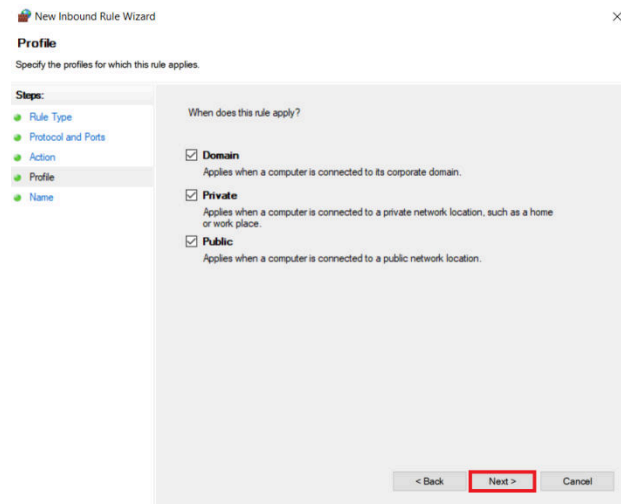 New Inbound Rule Wizard
Profile
Specify the profiles for which this rule applies.
Steps:
Rule Type
Protocol and Ports
Action
Profile
Name
When does this rule apply?
Domain
Applies when a computer is connected to its corporate domain.
Private
Applies when a computer is connected to a private network location, such as a home
or work place.
Public
Applies when a computer is connected to a public network location.
< Back
Next >
Cancel